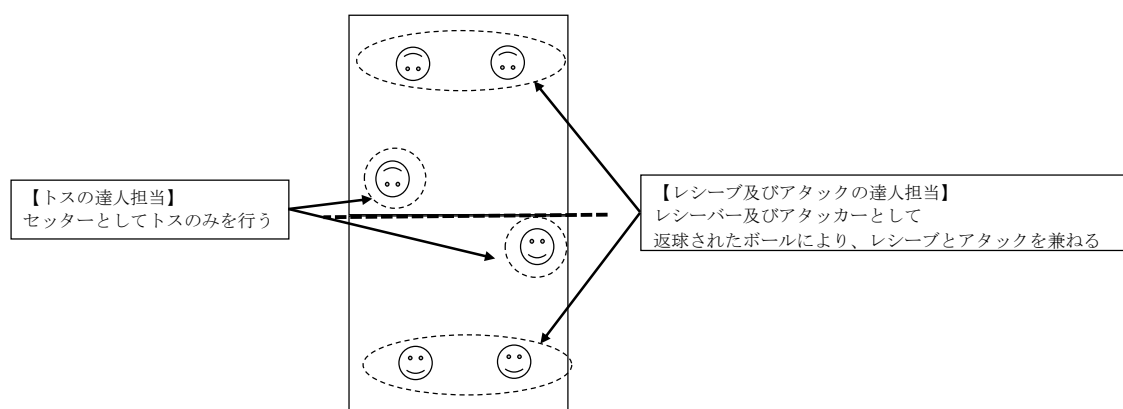 【トスの達人担当】
セッターとしてトスのみを行う
【レシーブ及びアタックの達人担当】
レシーバー及びアタッカーとして
返球されたボールにより、レシーブとアタックを兼ねる